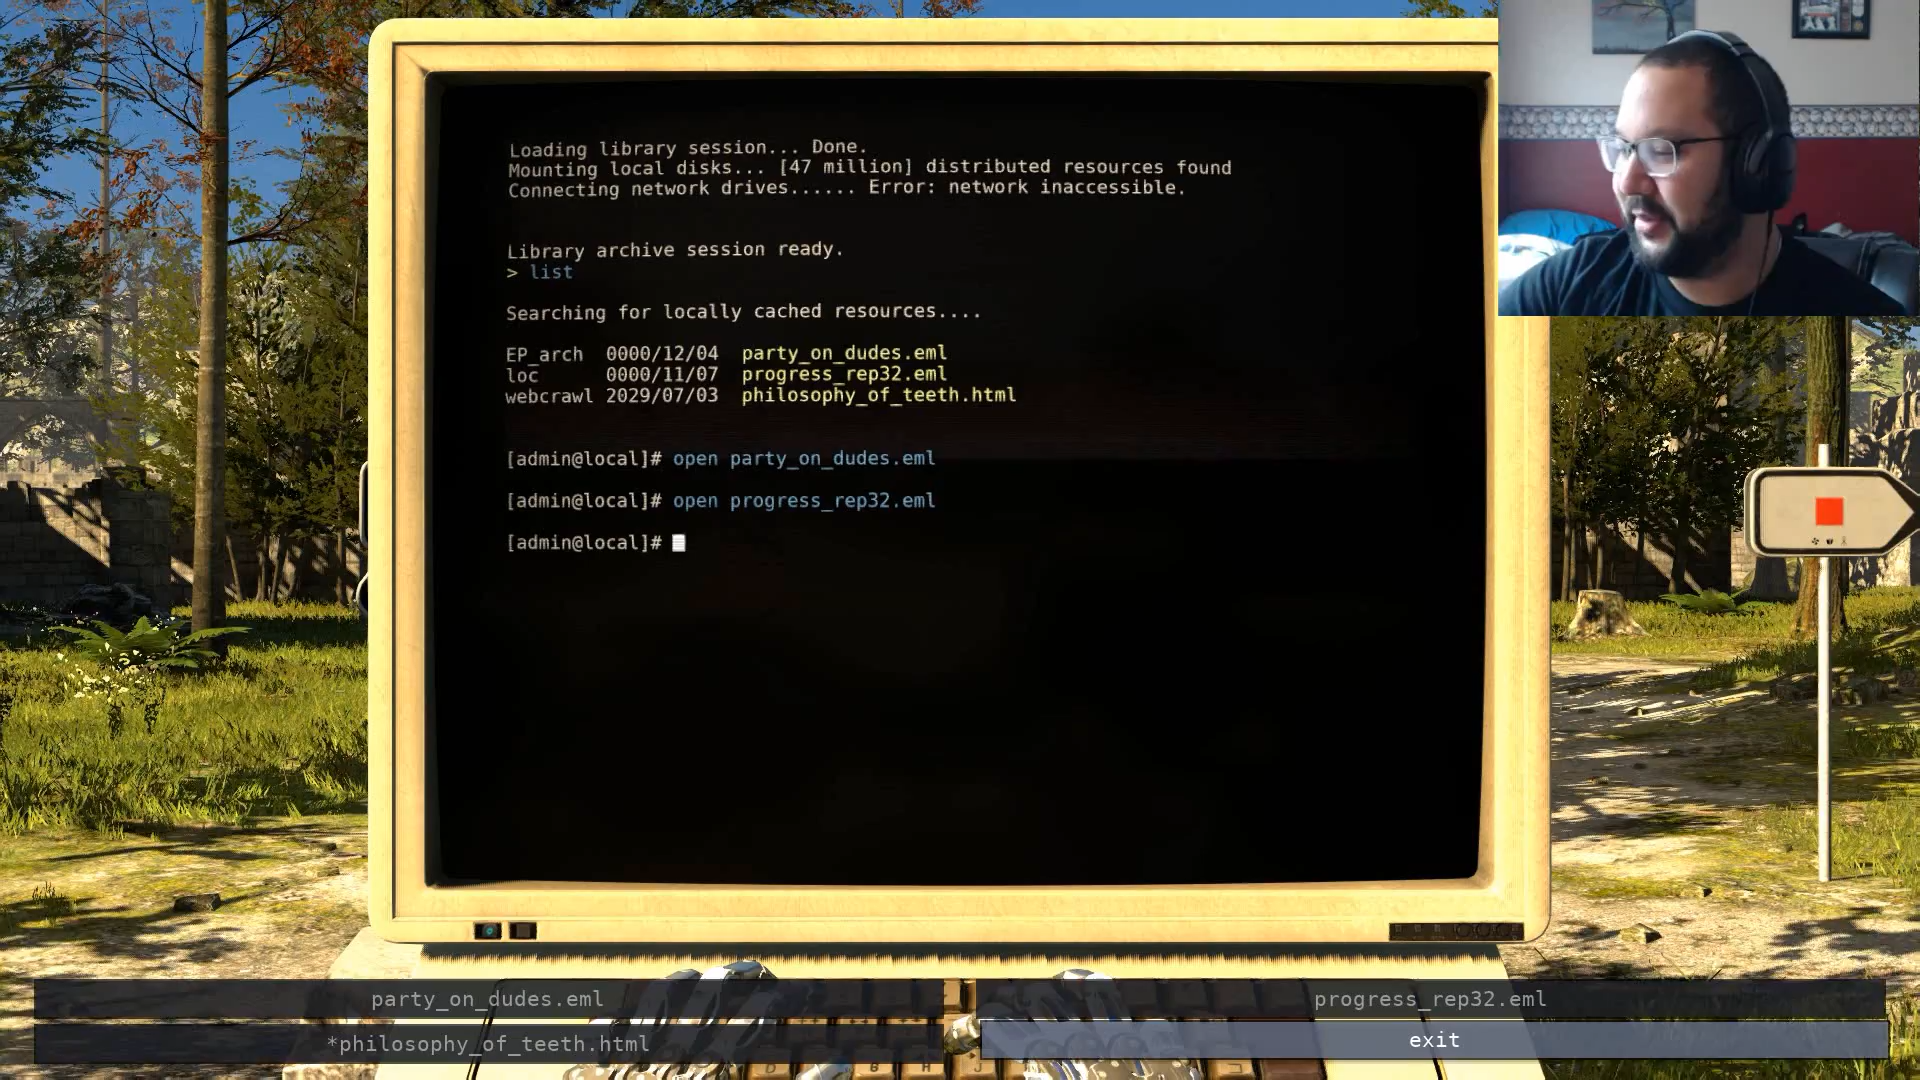 Loading library session... Done.
Mounting local disks... [47 million] distributed resources found
Connecting network drives...... Error: network inaccessible.
Library archive session ready.
> list
Searching for locally cached resources....
EP_arch 0000/12/04 party_on_dudes.eml
loc 0000/11/07 progress_rep32.eml
webcrawl 2029/07/03 philosophy_of_teeth.html
[admin@local]# open party_on_dudes.eml
[admin@local]# open progress_rep32.eml
[admin@local]#
party_on_dudes.eml
progress_rep32.eml
*philosophy_of_teeth.html
exit